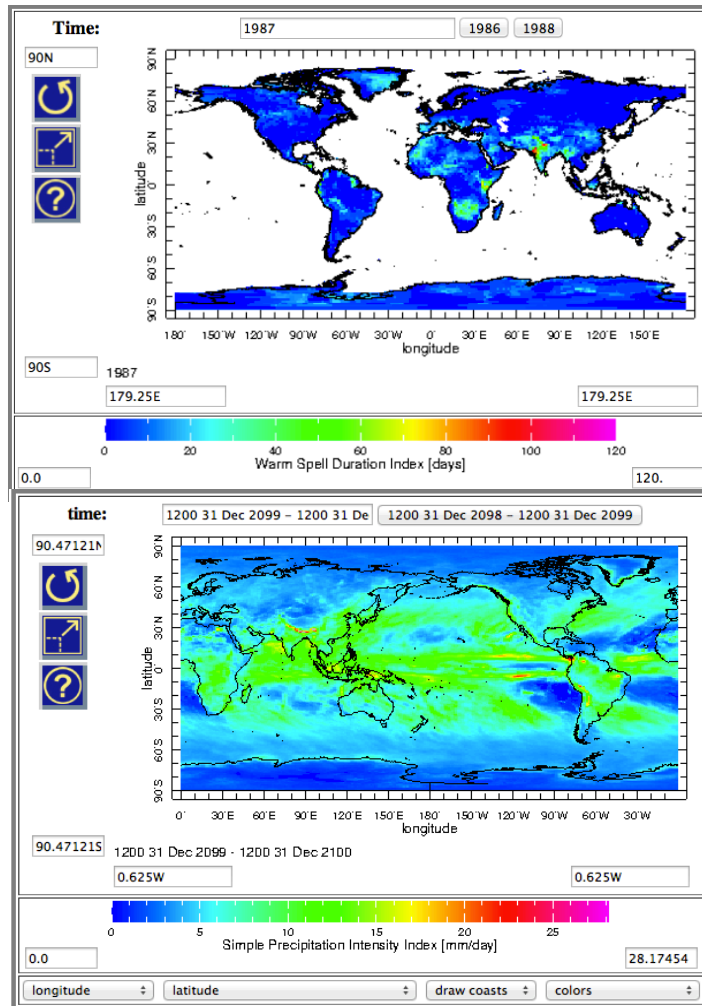 Time: 1987 1986 1988
90N
?
90˚N
60˚N
30˚N
0˚
30˚S
60˚S
90˚S
latitude
180˚ 150˚W 120˚W 90˚W 60˚W 30˚W 0˚ 30˚E 60˚E 90˚E 120˚E 150˚E
longitude
90S 1987
179.25E 179.25E
0 20 40 60 80 100 120
Warm Spell Duration Index [days]
0.0 120.
time: 1200 31 Dec 2099 - 1200 31 De 1200 31 Dec 2098 - 1200 31 Dec 2099
90.47121N
?
90˚N
60˚N
30˚N
0˚
30˚S
60˚S
90˚S
latitude
0˚ 30˚E 60˚E 90˚E 120˚E 150˚E 180˚ 150˚W 120˚W 90˚W 60˚W 30˚W
longitude
90.47121S 1200 31 Dec 2099 - 1200 31 Dec 2100
0.625W 0.625W
0 5 10 15 20 25
Simple Precipitation Intensity Index [mm/day]
0.0 28.17454
longitude latitude draw coasts colors